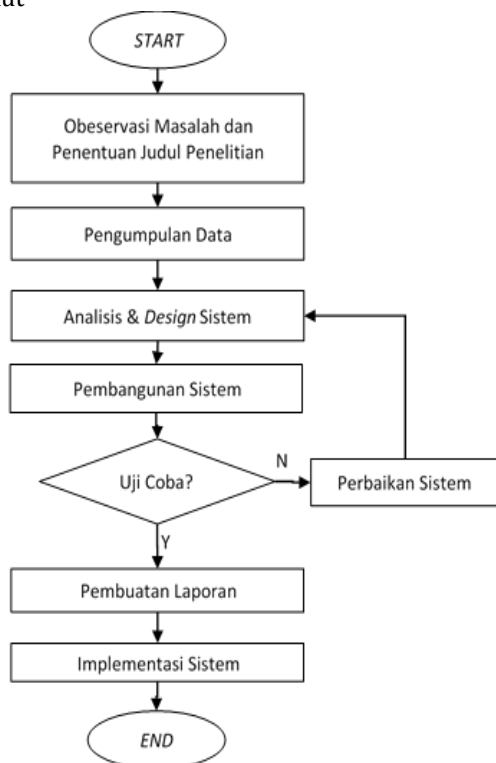 START
Obeservasi Masalah dan
Penentuan Judul Penelitian
Pengumpulan Data
Analisis & Design Sistem
Pembangunan Sistem
Uji Coba?
N
Perbaikan Sistem
Y
Pembuatan Laporan
Implementasi Sistem
END